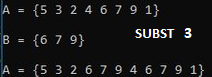 A = {5 3 2 4 6 7 9 1}
B = {6 7 9}
SUBST 3
A = {5 3 2 6 7 9 4 6 7 9 1}